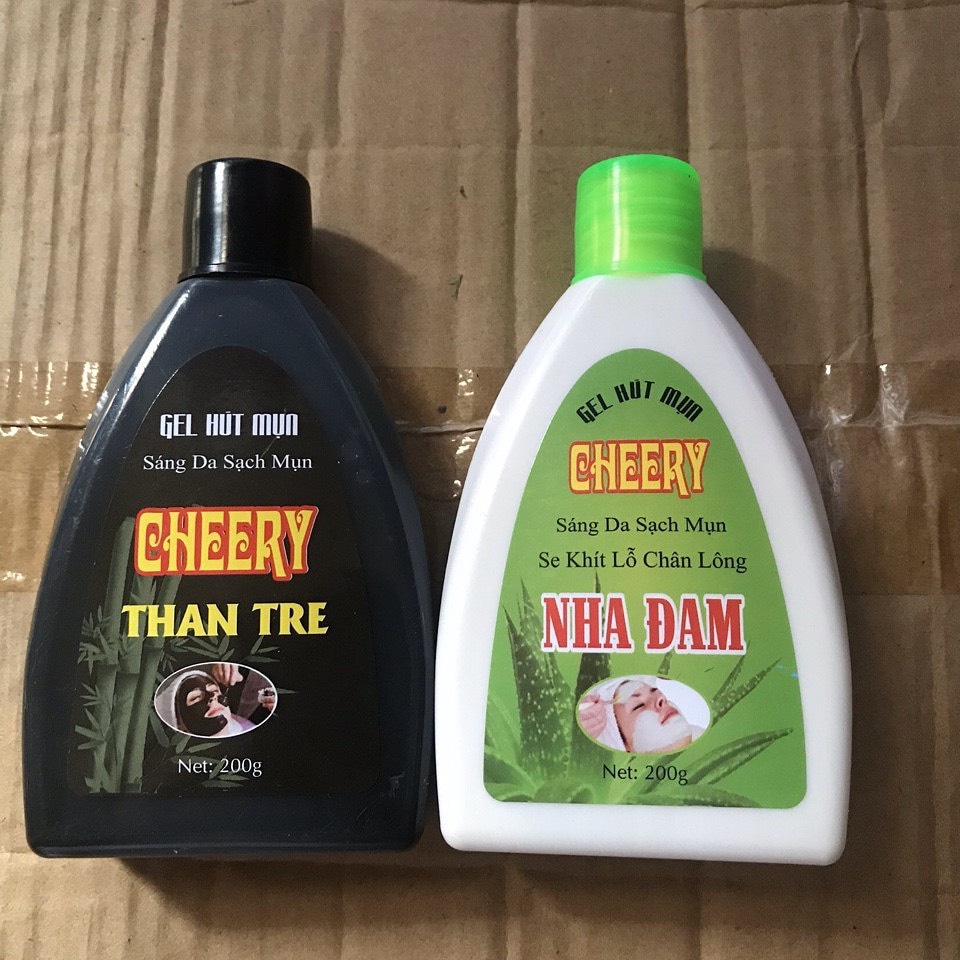 GEL HÚT MỤN
Sáng Da Sạch Mụn
CHEERY
THAN TRE
Net: 200g
GEL HÚT MỤN
CHEERY
Sáng Da Sạch Mụn
Se Khít Lỗ Chân Lông
NHA ĐAM
Net: 200g